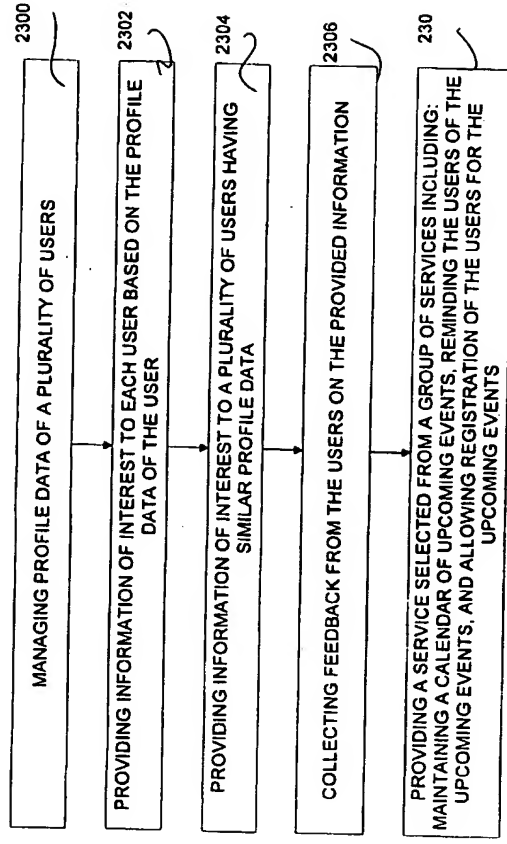 2300
MANAGING PROFILE DATA OF A PLURALITY OF USERS
2302
PROVIDING INFORMATION OF INTEREST TO EACH USER BASED ON THE PROFILE
DATA OF THE USER
2304
PROVIDING INFORMATION OF INTEREST TO A PLURALITY OF USERS HAVING
SIMILAR PROFILE DATA
2306
COLLECTING FEEDBACK FROM THE USERS ON THE PROVIDED INFORMATION
230
PROVIDING A SERVICE SELECTED FROM A GROUP OF SERVICES INCLUDING:
MAINTAINING A CALENDAR OF UPCOMING EVENTS, REMINDING THE USERS OF THE
UPCOMING EVENTS, AND ALLOWING REGISTRATION OF THE USERS FOR THE
UPCOMING EVENTS